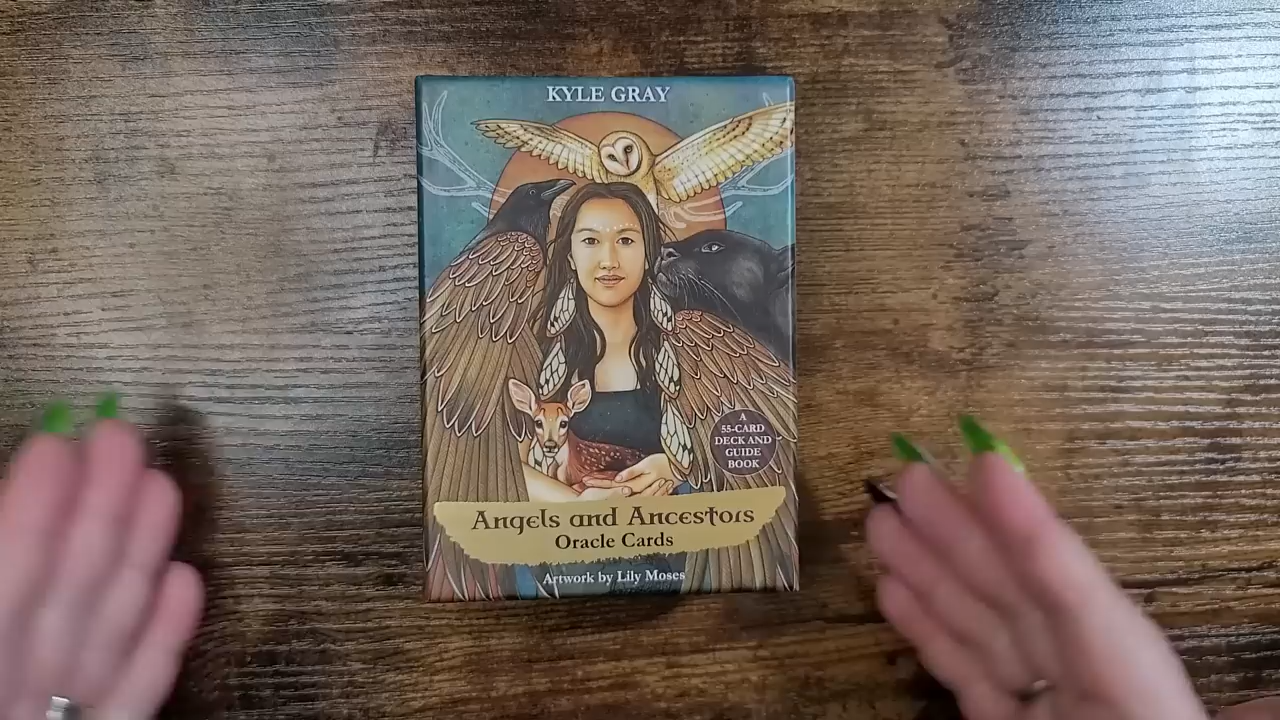 KYLE GRAY
A
55-CARD
DECK AND
GUIDE
BOOK
Angels and Ancestors
Oracle Cards
Artwork by Lily Moses